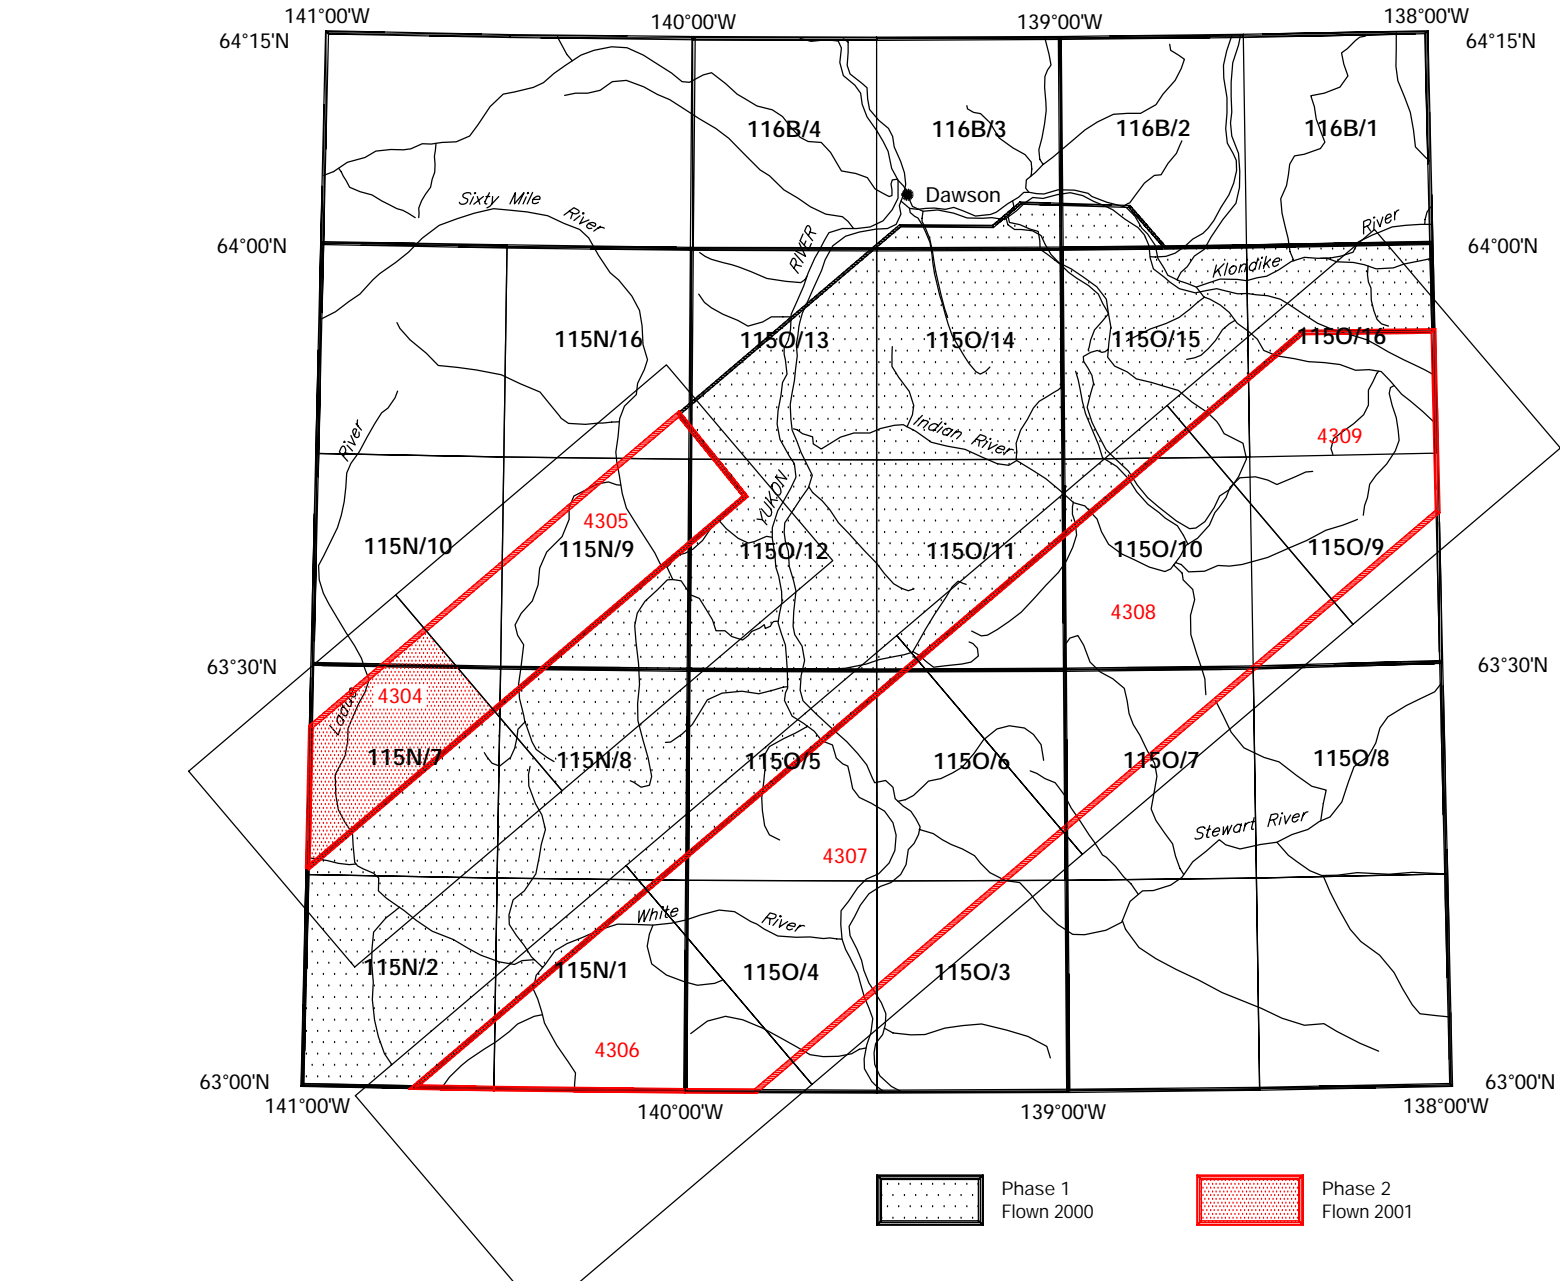 141°00'W 140°00'W 139°00'W 138°00'W
64°15'N 64°15'N
116B/4 116B/3 116B/2 116B/1
Dawson
Sixty Mile River
RIVER
River
64°00'N 64°00'N
Klondike
115N/16 115O/13 115O/14 115O/15 115O/16
River
Indian River
4309
YUKON
4305
115N/10 115N/9 115O/12 115O/11 115O/10 115O/9
4308
63°30'N 63°30'N
4304
Ladue
115N/7 115N/8 115O/5 115O/6 115O/7 115O/8
Stewart River
4307
White River
115N/2 115N/1 115O/4 115O/3
4306
63°00'N 63°00'N
141°00'W 140°00'W 139°00'W 138°00'W
Phase 1
Flown 2000
Phase 2
Flown 2001